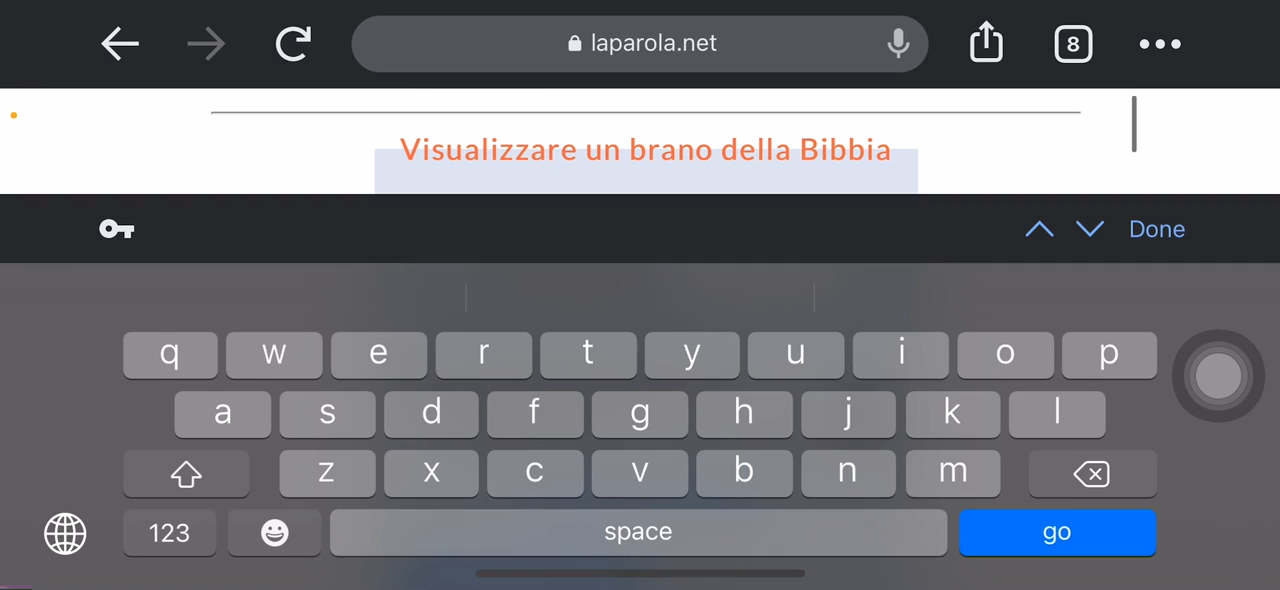 laparola.net
8
Visualizzare un brano della Bibbia
Done
q w e r t y u i o p
a s d f g h j k l
z x c v b n m
123 space go